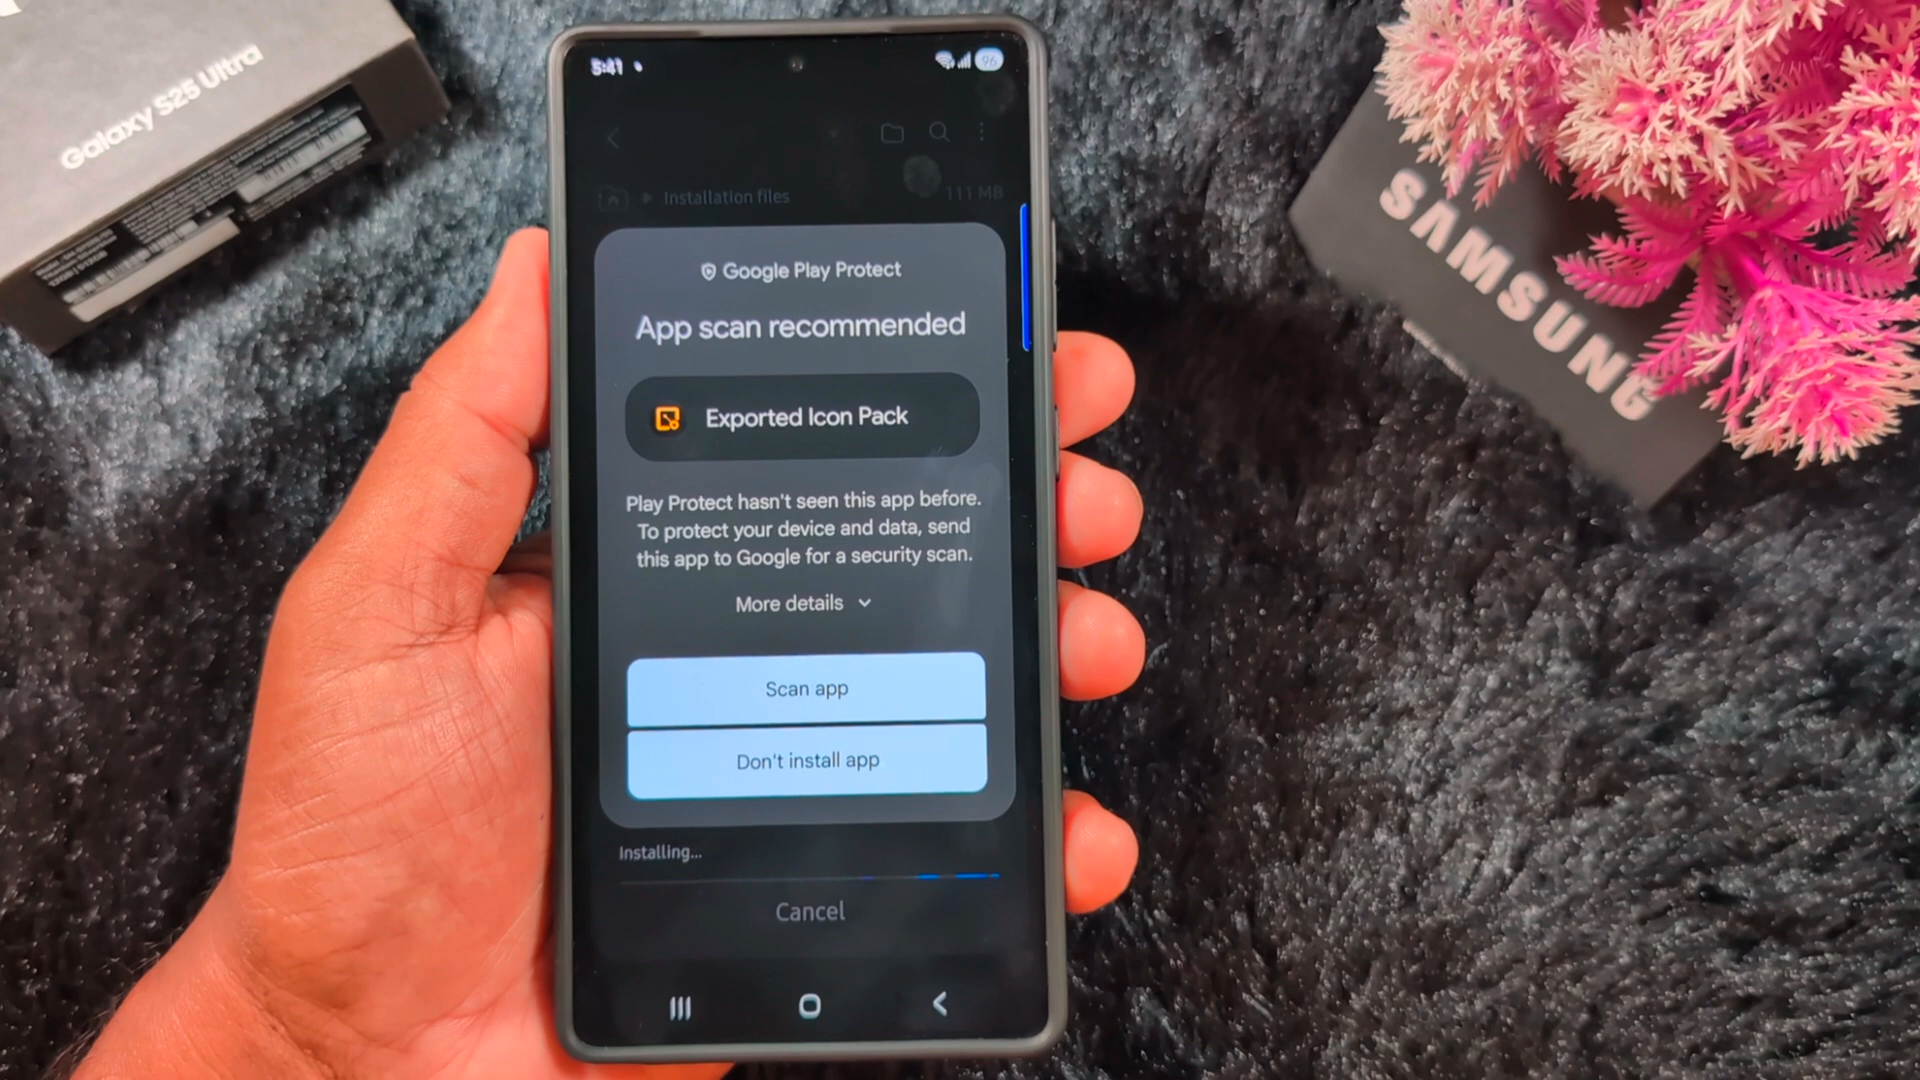 Galaxy S25 Ultra
5:41
96
Installation files
111 MB
Google Play Protect
App scan recommended
Exported Icon Pack
Play Protect hasn't seen this app before.
To protect your device and data, send
this app to Google for a security scan.
More details
Scan app
Don't install app
Installing...
Cancel
SAMSUNG